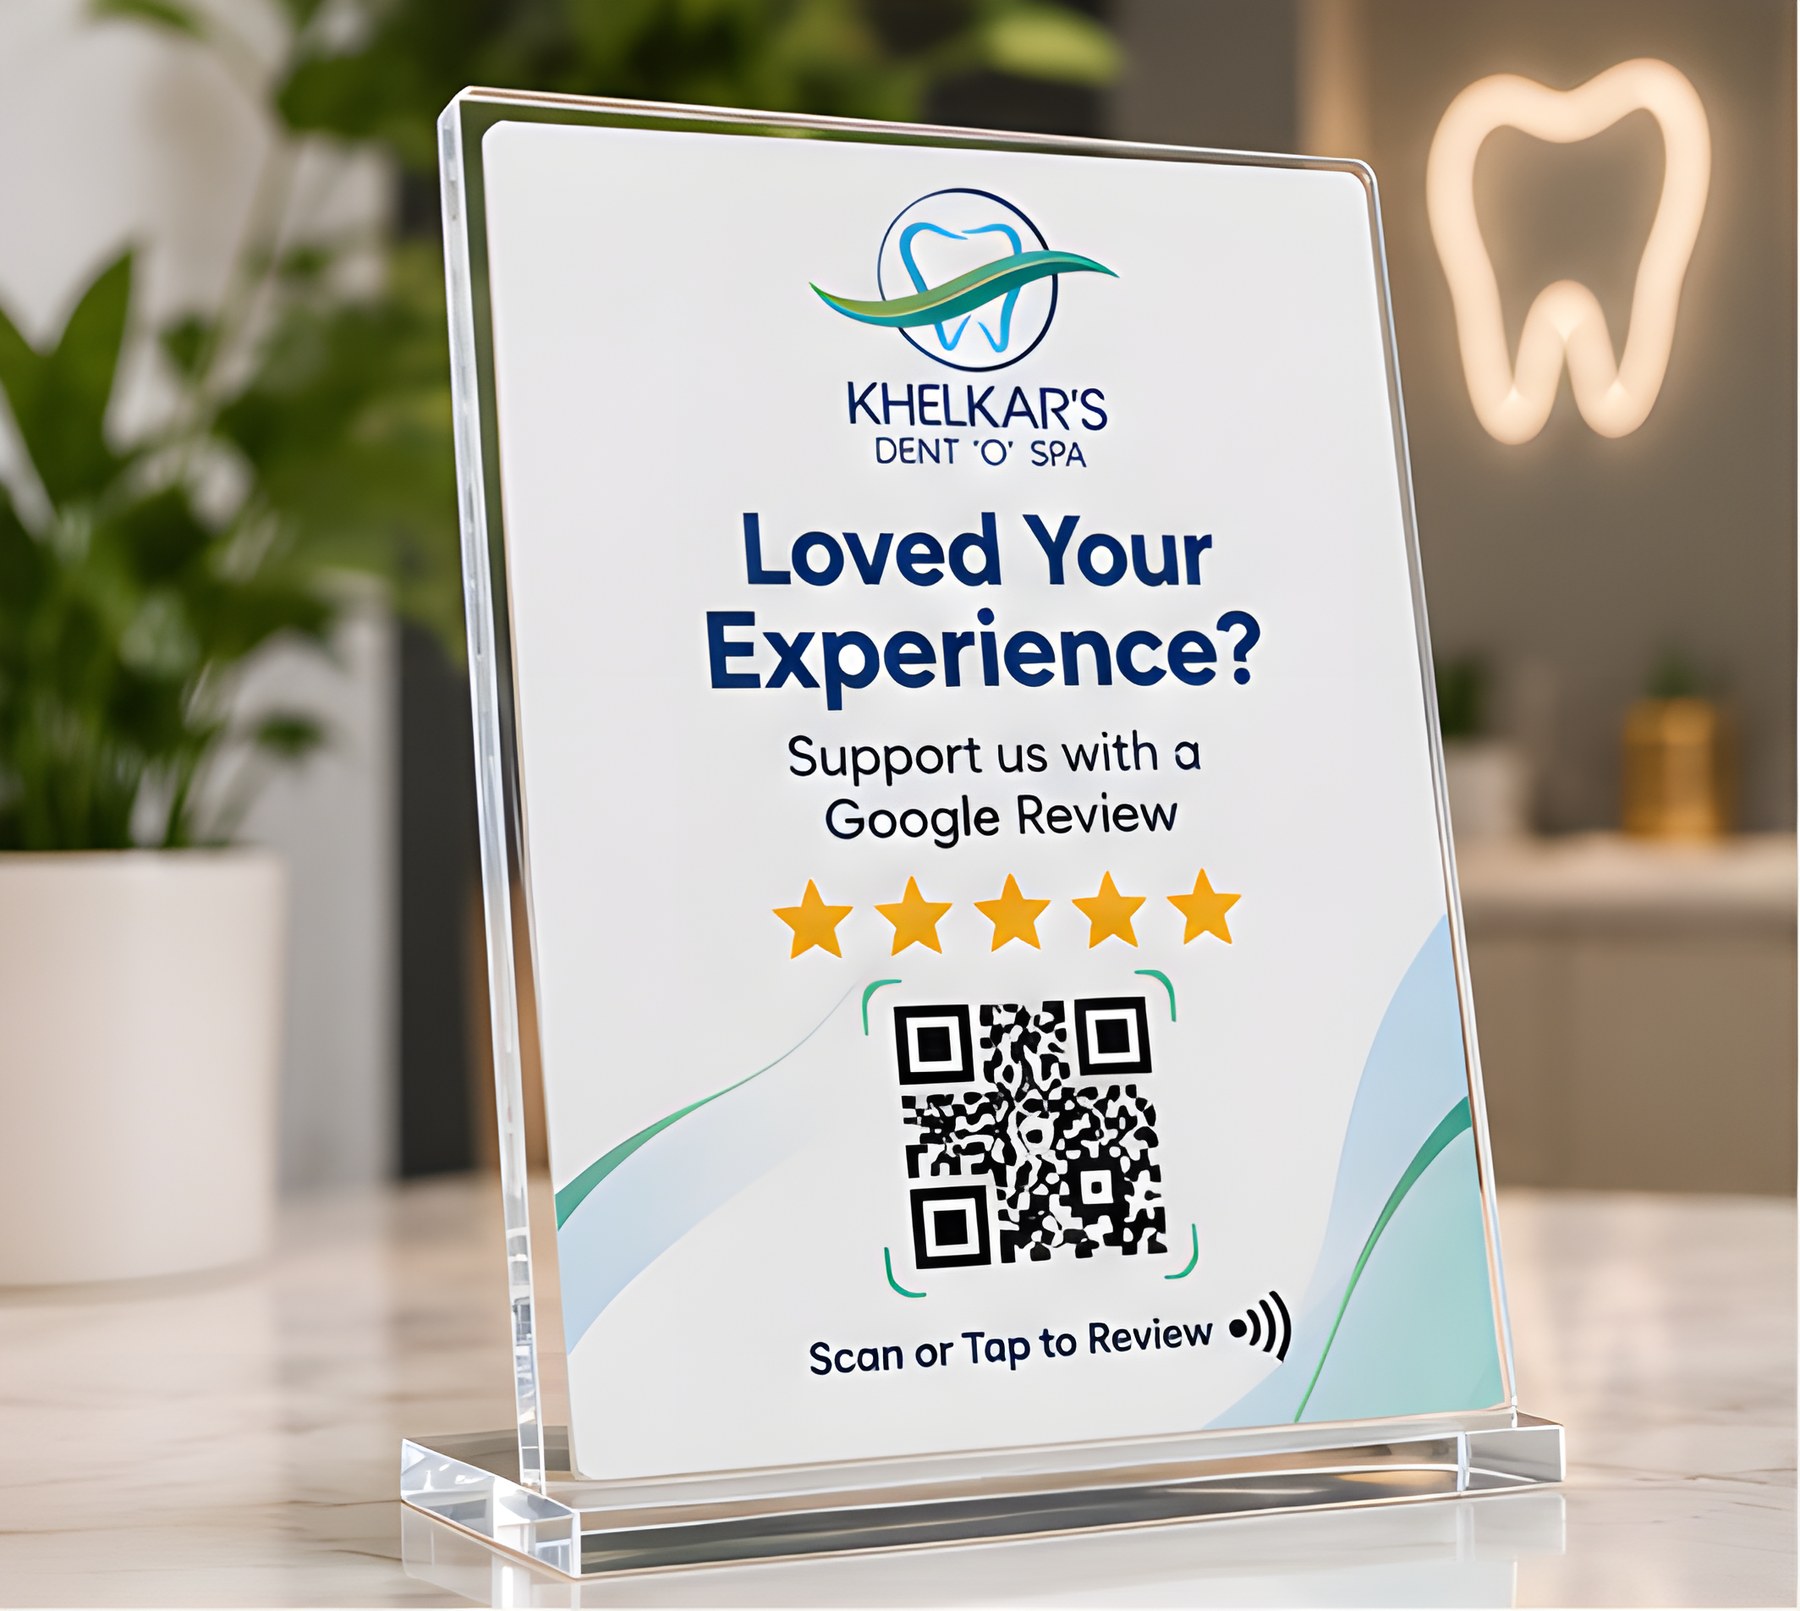 KHELKAR'S
DENT 'O' SPA
Loved Your
Experience?
Support us with a
Google Review
Scan or Tap to Review